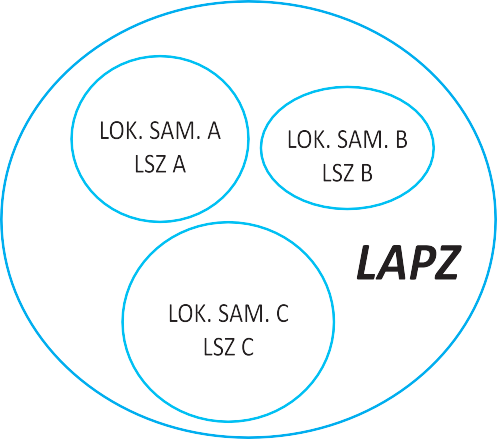 LOK. SAM. A
LSZ A
LOK. SAM. B
LSZ B
LAPZ
LOK. SAM. C
LSZ C